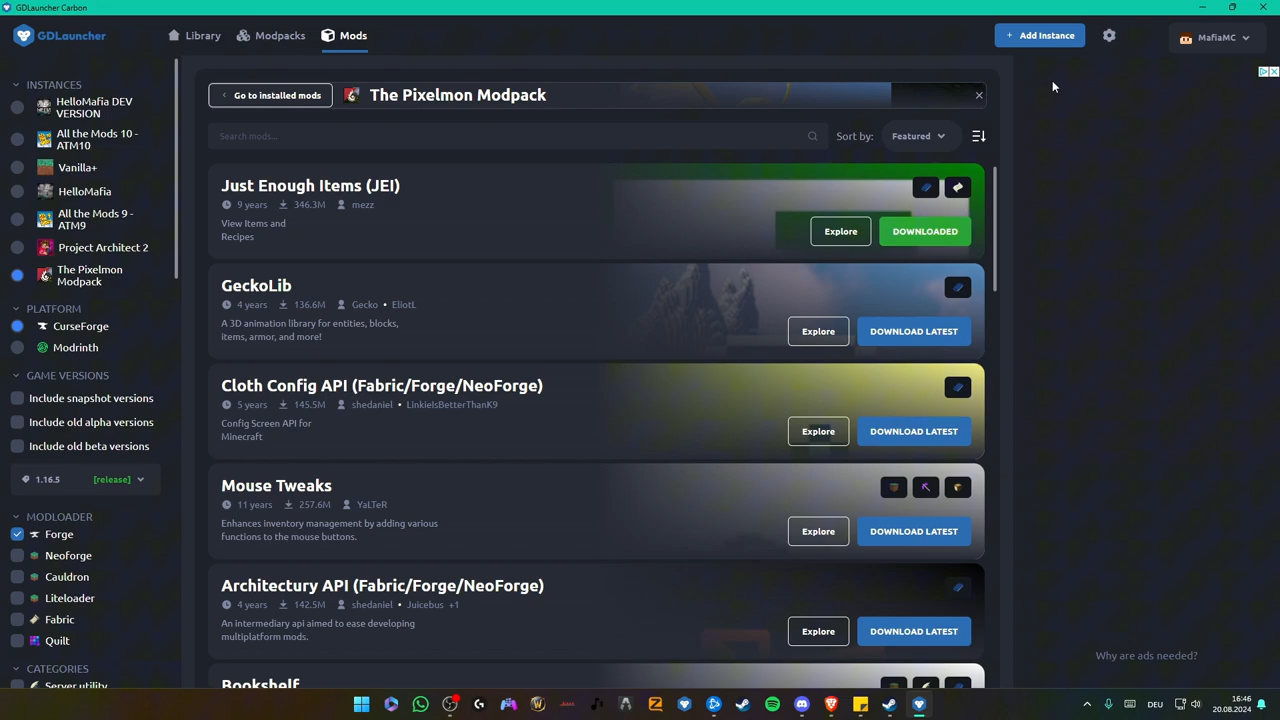 GDLauncher Carbon
GDLauncher
Library
Modpacks
Mods
+ Add Instance
MafiaMC
INSTANCES
HelloMafia DEV
VERSION
All the Mods 10 -
ATM10
Vanilla+
HelloMafia
All the Mods 9 -
ATM9
Project Architect 2
The Pixelmon
Modpack
PLATFORM
CurseForge
Modrinth
GAME VERSIONS
Include snapshot versions
Include old alpha versions
Include old beta versions
1.16.5 [release]
MODLOADER
Forge
Neoforge
Cauldron
Liteloader
Fabric
Quilt
CATEGORIES
Server utility
Go to installed mods
The Pixelmon Modpack
Search mods...
Sort by:
Featured
Just Enough Items (JEI)
9 years 346.3M mezz
View Items and
Recipes
Explore
DOWNLOADED
GeckoLib
4 years 136.6M Gecko • EliotL
A 3D animation library for entities, blocks,
items, armor, and more!
Explore
DOWNLOAD LATEST
Cloth Config API (Fabric/Forge/NeoForge)
5 years 145.5M shedaniel • LinkleIsBetterThanK9
Config Screen API for
Minecraft
Explore
DOWNLOAD LATEST
Mouse Tweaks
11 years 257.6M YaLTeR
Enhances inventory management by adding various
functions to the mouse buttons.
Explore
DOWNLOAD LATEST
Architectury API (Fabric/Forge/NeoForge)
4 years 142.5M shedaniel • Juicebus +1
An intermediary api aimed to ease developing
multiplatform mods.
Explore
DOWNLOAD LATEST
Bookshelf
Why are ads needed?
DEU
16:46
20.08.2024